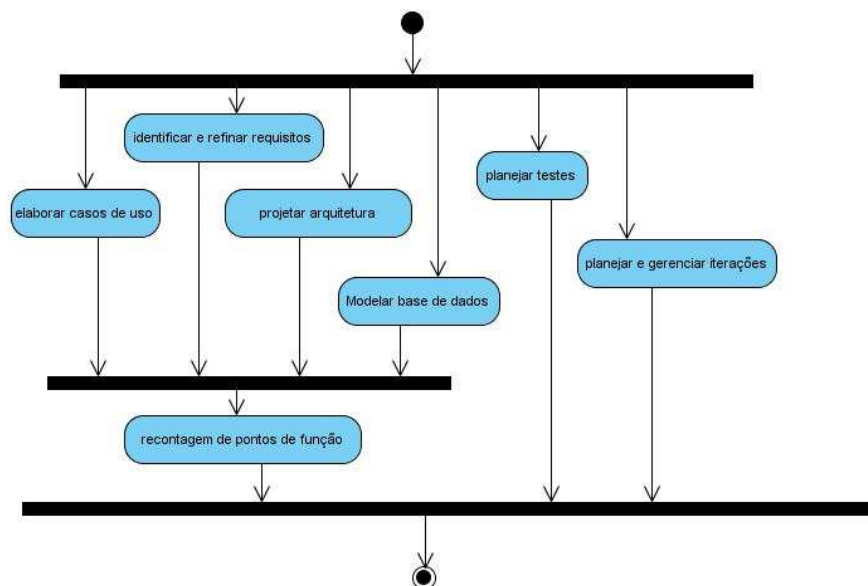 identificar e refinar requisitos
planejar testes
elaborar casos de uso
projetar arquitetura
planejar e gerenciar iterações
Modelar base de dados
recontagem de pontos de função